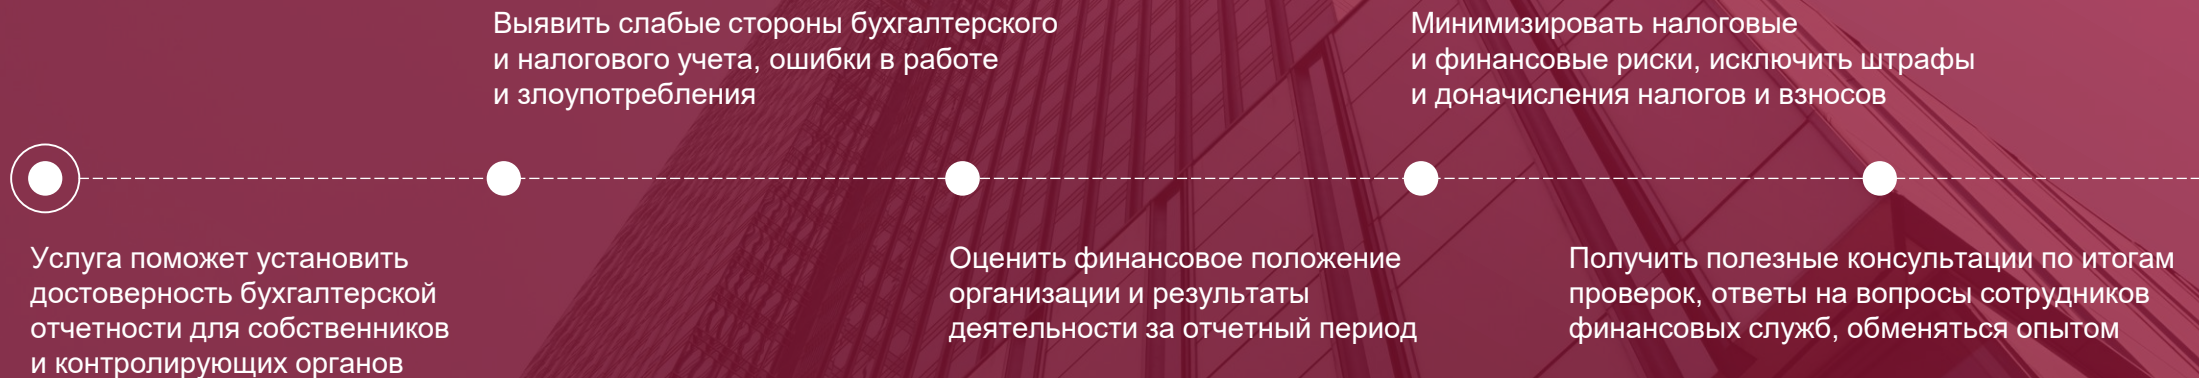 Выявить слабые стороны бухгалтерского
и налогового учета, ошибки в работе
и злоупотребления
Минимизировать налоговые
и финансовые риски, исключить штрафы
и доначисления налогов и взносов
Услуга поможет установить
достоверность бухгалтерской
отчетности для собственников
и контролирующих органов
Оценить финансовое положение
организации и результаты
деятельности за отчетный период
Получить полезные консультации по итогам
проверок, ответы на вопросы сотрудников
финансовых служб, обменяться опытом